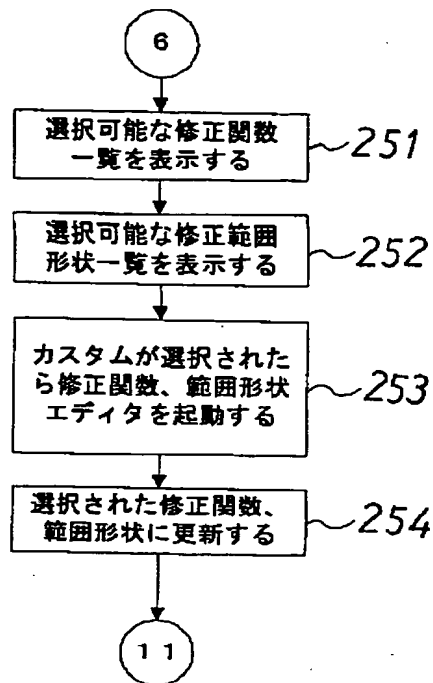 6
選択可能な修正関数
一覧を表示する
251
選択可能な修正範囲
形状一覧を表示する
252
カスタムが選択された
ら修正関数、範囲形状
エディタを起動する
253
選択された修正関数、
範囲形状に更新する
254
11